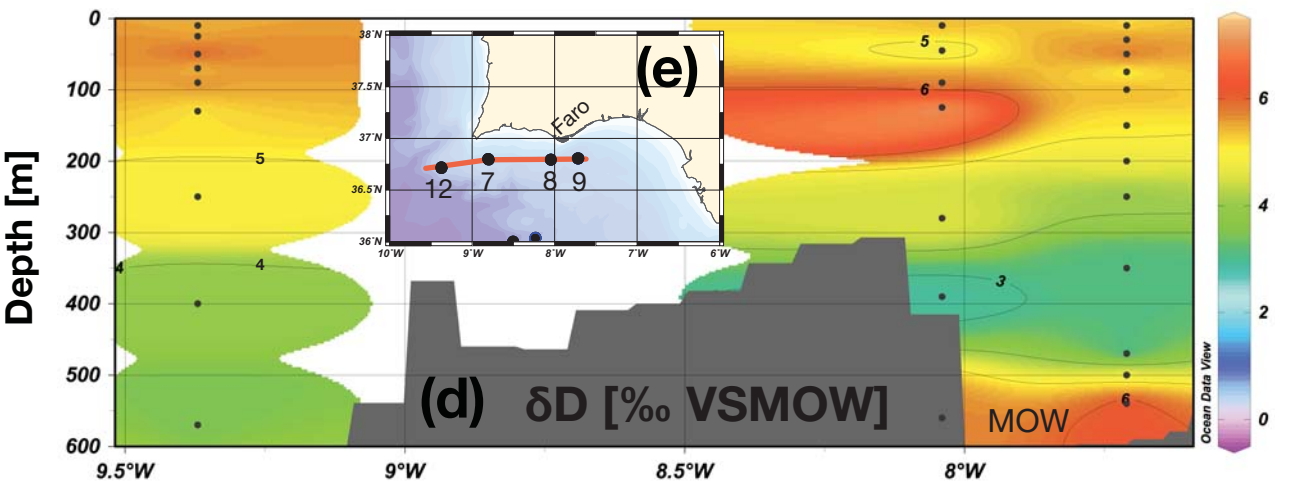 Depth [m]
0
100
200
300
400
500
600
9.5°W
9°W
8.5°W
8°W
5
4
4
5
6
3
6
(d) δD [‰ VSMOW]
MOW
(e)
Faro
12
7
8
9
38˚N
37.5˚N
37˚N
36.5˚N
36˚N
10˚W
9˚W
8˚W
7˚W
6˚W
6
4
2
0
Ocean Data View